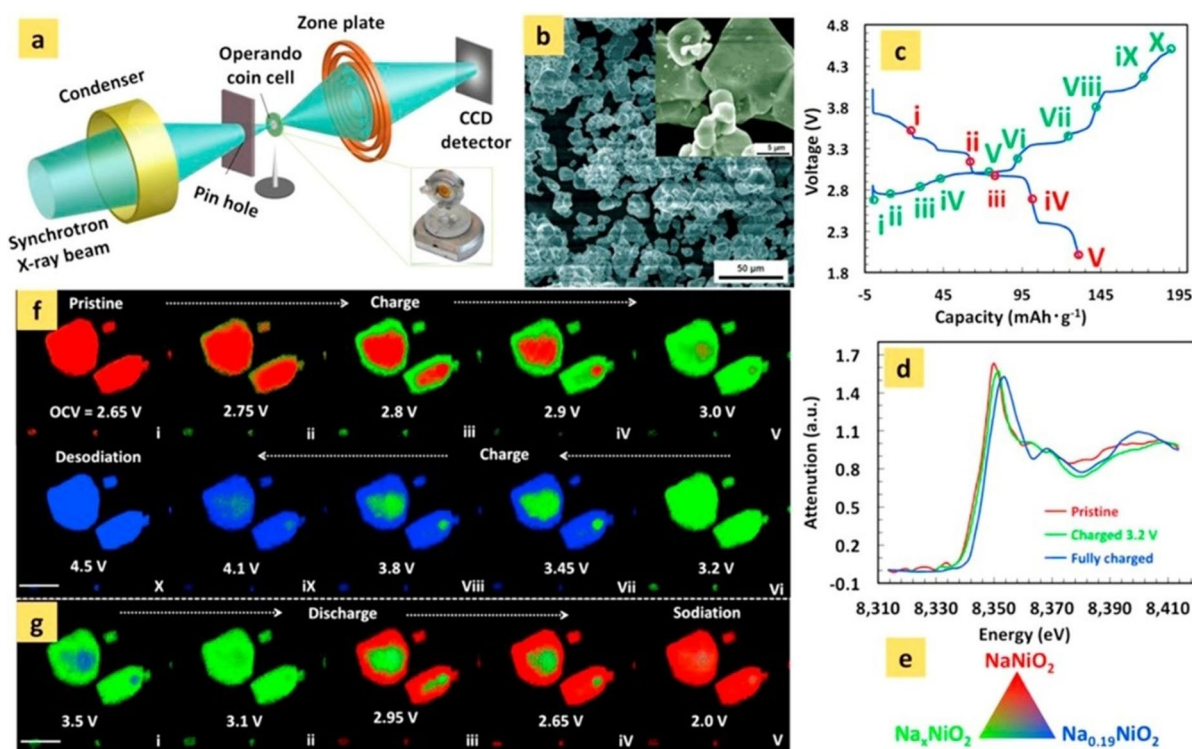 a
Condenser
Operando
coin cell
Zone plate
CCD
detector
Pin hole
Synchrotron
X-ray beam
b
5 µm
50 µm
c
Voltage (V)
4.8
4.3
3.8
3.3
2.8
2.3
1.8
-5 45 95 145 195
Capacity (mAh·g⁻¹)
i ii iii iV V Vi Vii Viii iX X
i ii iii iV V
f
Pristine Charge
OCV = 2.65 V 2.75 V 2.8 V 2.9 V 3.0 V
i ii iii iV V
Desodiation Charge
4.5 V 4.1 V 3.8 V 3.45 V 3.2 V
X iX Viii Vii Vi
g
Discharge Sodiation
3.5 V 3.1 V 2.95 V 2.65 V 2.0 V
i ii iii iV V
d
Attenution (a.u.)
1.7
1.4
1.1
0.8
0.5
0.2
-0.1
Pristine
Charged 3.2 V
Fully charged
8,310 8,330 8,350 8,370 8,390 8,410
Energy (eV)
e
NaNiO₂
NaₓNiO₂ Na₀.₁₉NiO₂